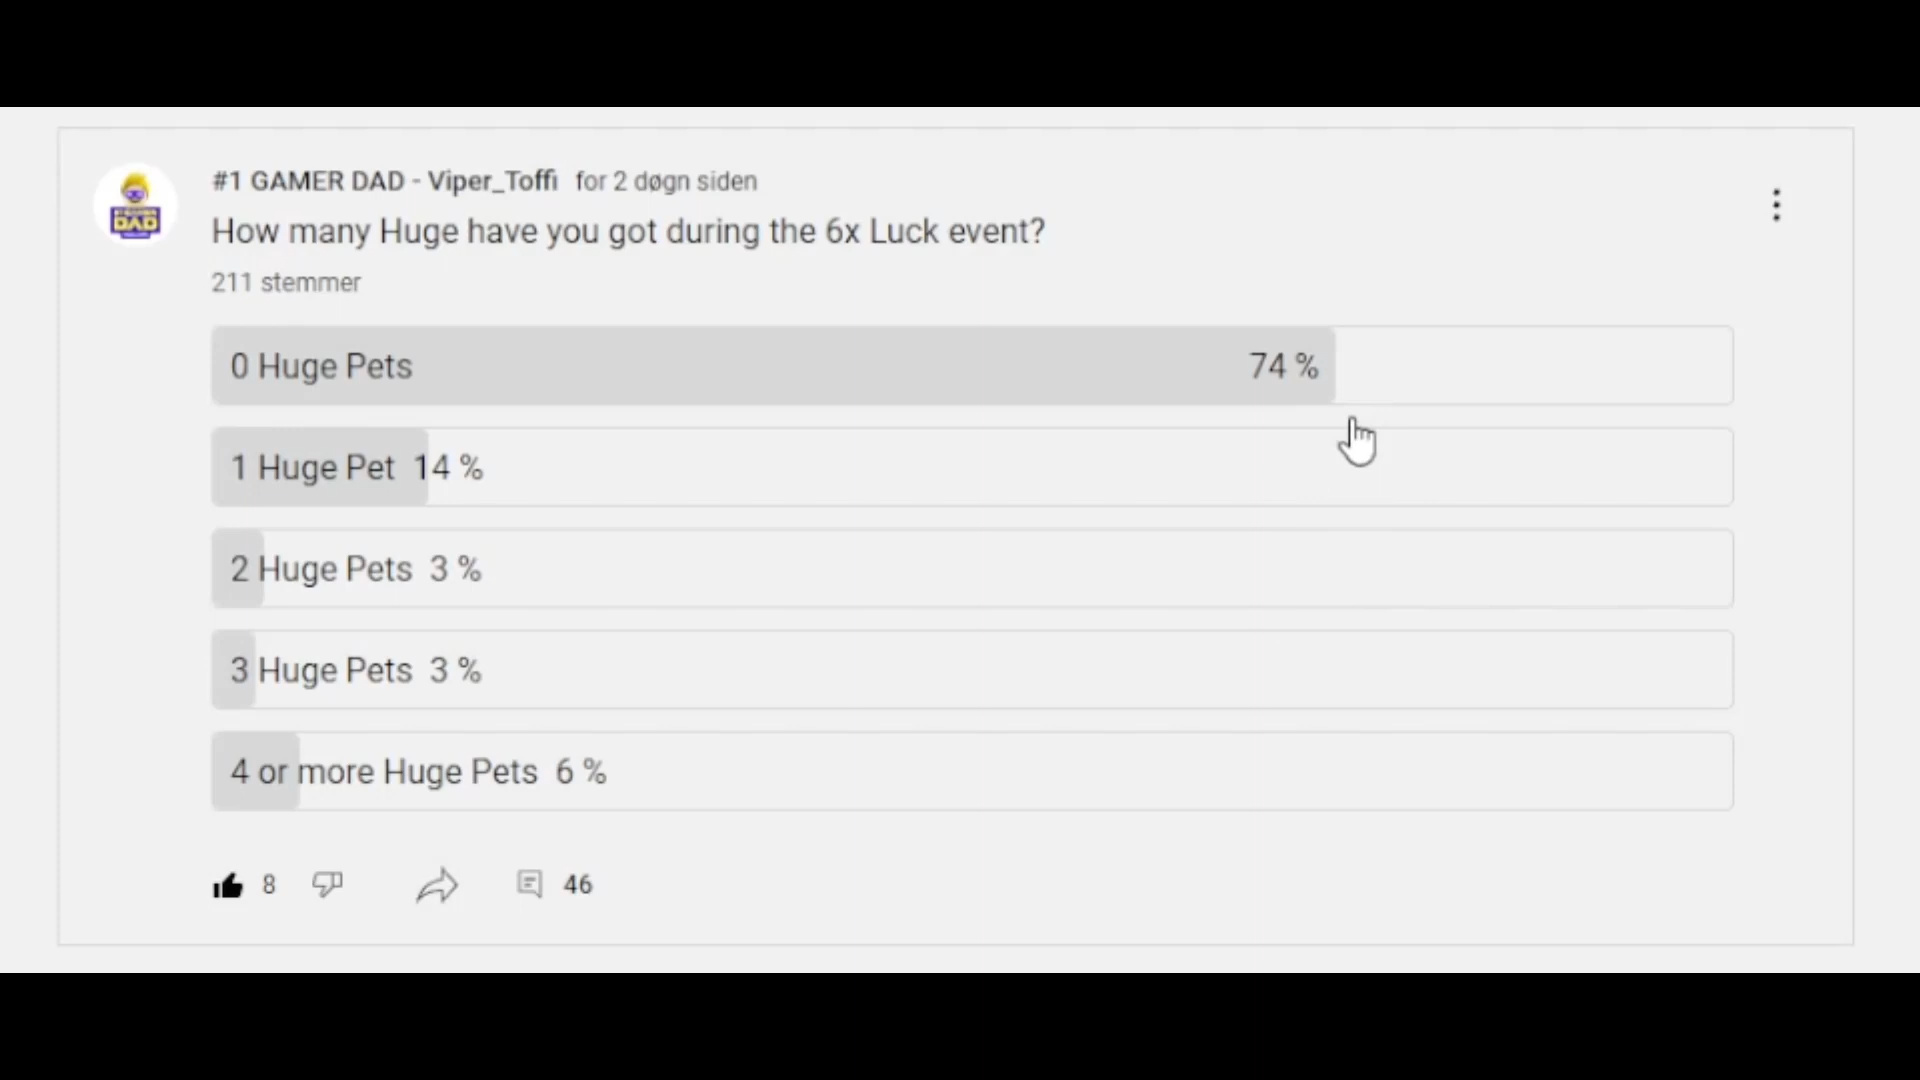 #1 GAMER DAD - Viper_Toffi for 2 døgn siden
How many Huge have you got during the 6x Luck event?
211 stemmer
0 Huge Pets 74 %
1 Huge Pet 14 %
2 Huge Pets 3 %
3 Huge Pets 3 %
4 or more Huge Pets 6 %
8 46
DAD